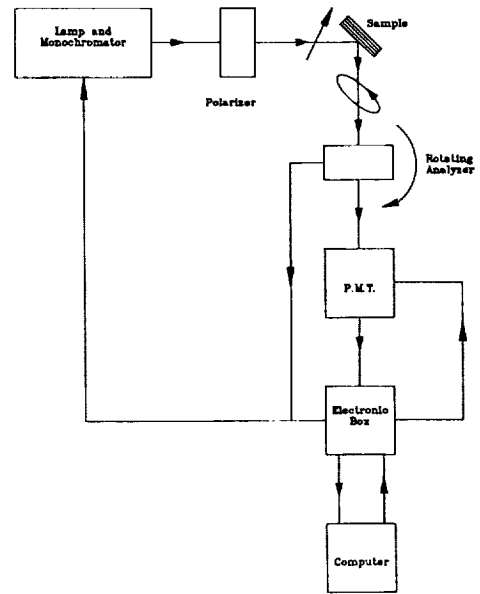 Lamp and
Monochromator
Sample
Polarizer
Rotating
Analyzer
P.M.T.
Electronic
Box
Computer